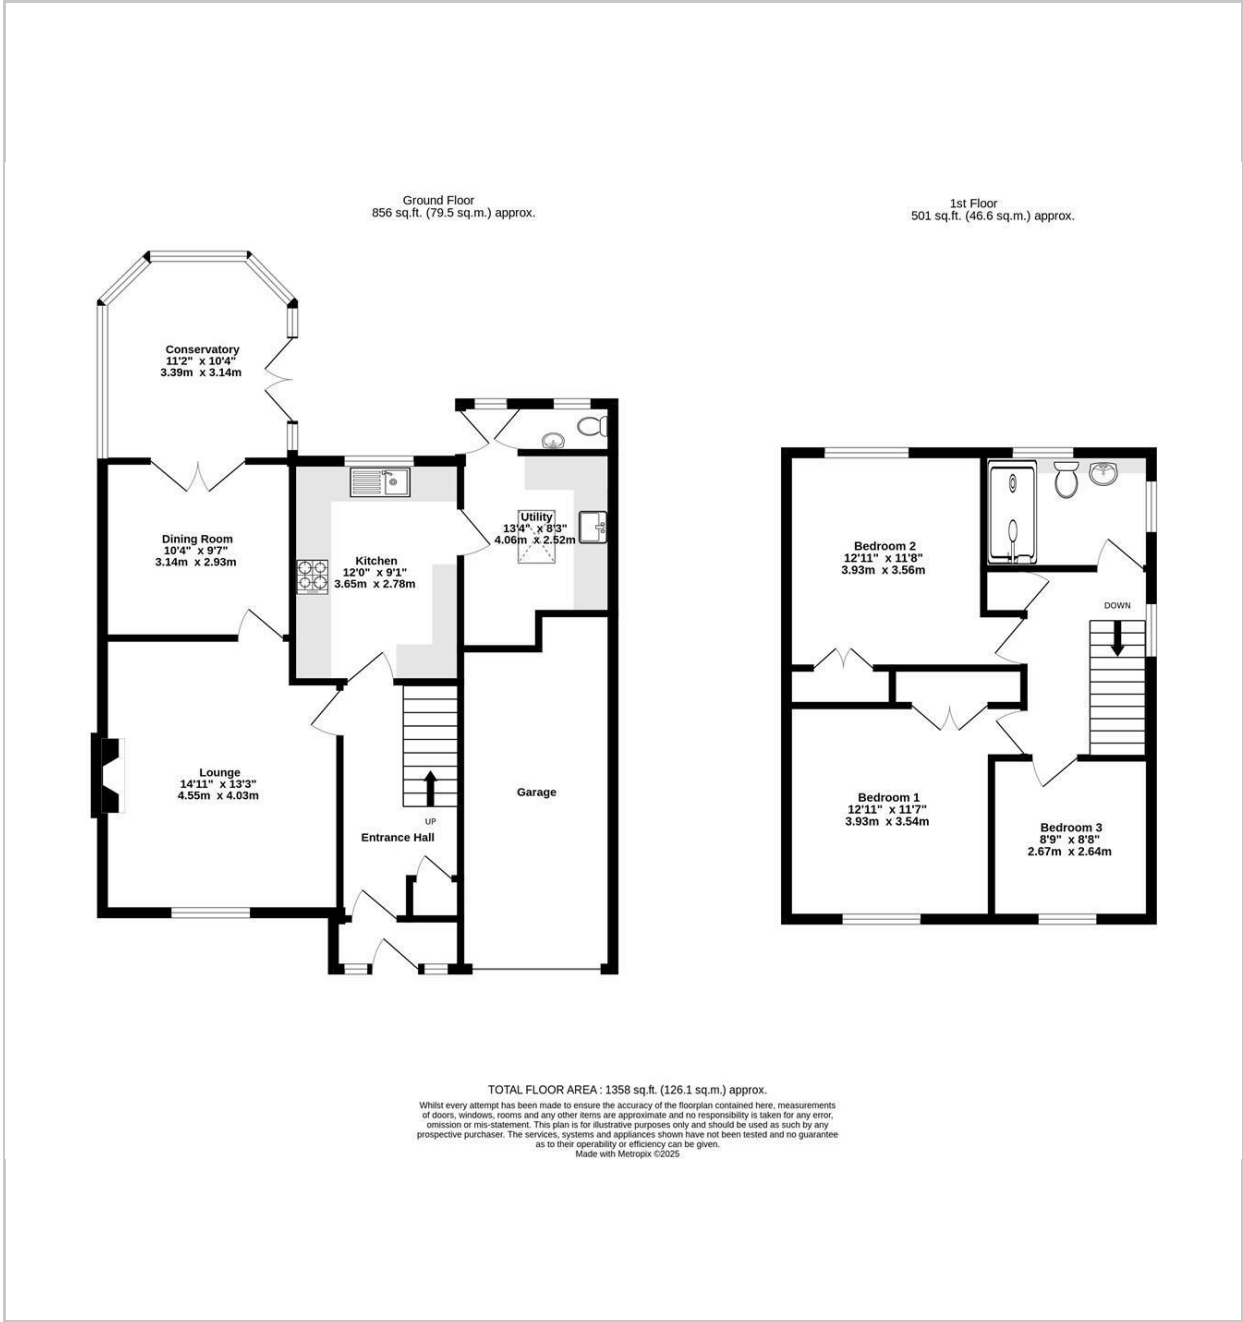 Ground Floor
856 sq.ft. (79.5 sq.m.) approx.
1st Floor
501 sq.ft. (46.6 sq.m.) approx.
Conservatory
11'2" x 10'4"
3.39m x 3.14m
Dining Room
10'4" x 9'7"
3.14m x 2.93m
Kitchen
12'0" x 9'1"
3.65m x 2.78m
Utility
13'4" x 8'3"
4.06m x 2.52m
Lounge
14'11" x 13'3"
4.55m x 4.03m
UP
Entrance Hall
Garage
Bedroom 2
12'11" x 11'8"
3.93m x 3.56m
DOWN
Bedroom 1
12'11" x 11'7"
3.93m x 3.54m
Bedroom 3
8'9" x 8'8"
2.67m x 2.64m
TOTAL FLOOR AREA : 1358 sq.ft. (126.1 sq.m.) approx.
Whilst every attempt has been made to ensure the accuracy of the floorplan contained here, measurements
of doors, windows, rooms and any other items are approximate and no responsibility is taken for any error,
omission or mis-statement. This plan is for illustrative purposes only and should be used as such by any
prospective purchaser. The services, systems and appliances shown have not been tested and no guarantee
as to their operability or efficiency can be given.
Made with Metropix ©2025